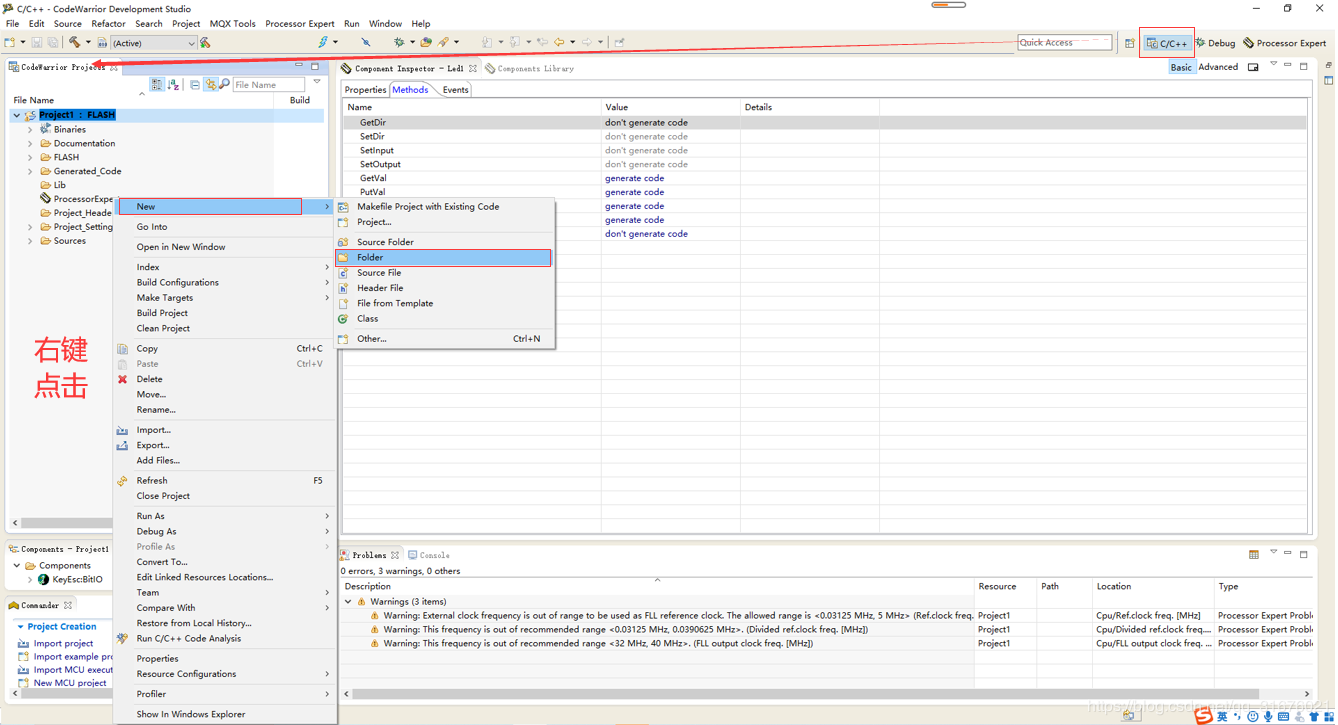 C/C++ - CodeWarrior Development Studio
File Edit Source Refactor Search Project MQX Tools Processor Expert Run Window Help
(Active)
Quick Access
C/C++
Debug
Processor Expert
CodeWarrior Projects
File Name
File Name Build
Project1 : FLASH
Binaries
Documentation
FLASH
Generated_Code
Lib
ProcessorExpe
Project_Heade
Project_Setting
Sources
右键
点击
New
Go Into
Open in New Window
Index
Build Configurations
Make Targets
Build Project
Clean Project
Copy Ctrl+C
Paste Ctrl+V
Delete
Move...
Rename...
Import...
Export...
Add Files...
Refresh F5
Close Project
Run As
Debug As
Profile As
Convert To...
Edit Linked Resources Locations...
Team
Compare With
Restore from Local History...
Run C/C++ Code Analysis
Properties
Resource Configurations
Profiler
Show In Windows Explorer
Makefile Project with Existing Code
Project...
Source Folder
Folder
Source File
Header File
File from Template
Class
Other... Ctrl+N
Component Inspector - Led1
Components Library
Basic Advanced
Properties Methods Events
Name Value Details
GetDir don't generate code
SetDir don't generate code
SetInput don't generate code
SetOutput don't generate code
GetVal generate code
PutVal generate code
generate code
generate code
don't generate code
Components - Project1
Components
KeyEsc:BitIO
Commander
Project Creation
Import project
Import example pro
Import MCU execut
New MCU project
Problems Console
0 errors, 3 warnings, 0 others
Description Resource Path Location Type
Warnings (3 items)
Warning: External clock frequency is out of range to be used as FLL reference clock. The allowed range is <0.03125 MHz, 5 MHz> (Ref.clock freq. Project1 Cpu/Ref.clock freq. [MHz] Processor Expert Probl
Warning: This frequency is out of recommended range <0.03125 MHz, 0.0390625 MHz>. (Divided ref.clock freq. [MHz]) Project1 Cpu/Divided ref.clock freq.... Processor Expert Probl
Warning: This frequency is out of recommended range <32 MHz, 40 MHz>. (FLL output clock freq. [MHz]) Project1 Cpu/FLL output clock freq. ... Processor Expert Probl
英